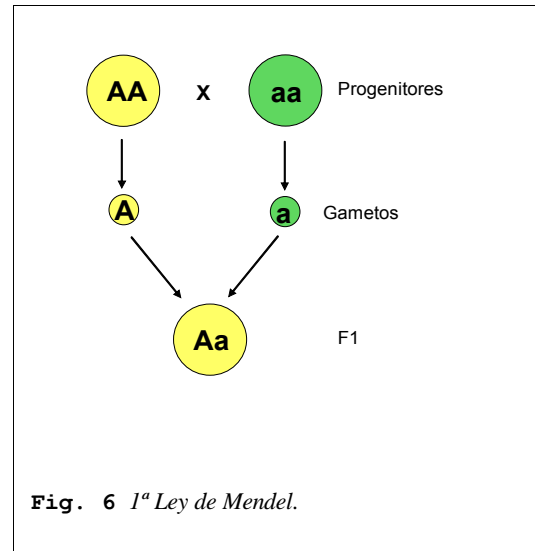 AA x aa Progenitores
A a Gametos
Aa F1
Fig. 6 1ª Ley de Mendel.